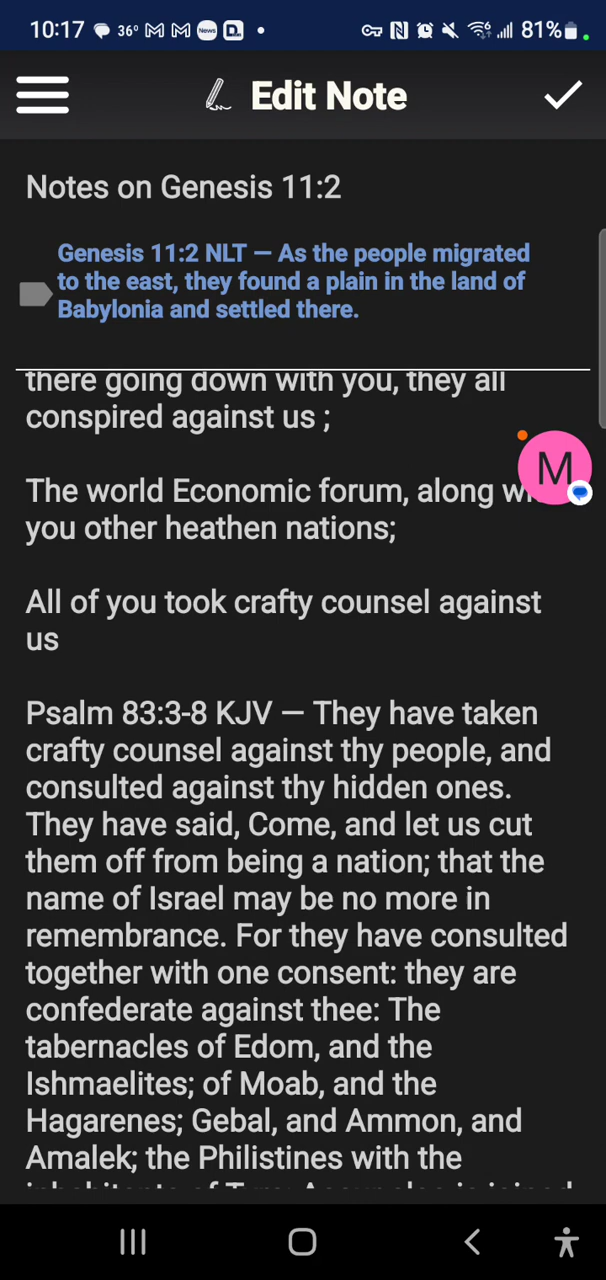 10:17 36° News D. 81%
Edit Note
Notes on Genesis 11:2
Genesis 11:2 NLT — As the people migrated
to the east, they found a plain in the land of
Babylonia and settled there.
there going down with you, they all
conspired against us ;
M
The world Economic forum, along
you other heathen nations;
All of you took crafty counsel against
us
Psalm 83:3-8 KJV — They have taken
crafty counsel against thy people, and
consulted against thy hidden ones.
They have said, Come, and let us cut
them off from being a nation; that the
name of Israel may be no more in
remembrance. For they have consulted
together with one consent: they are
confederate against thee: The
tabernacles of Edom, and the
Ishmaelites; of Moab, and the
Hagarenes; Gebal, and Ammon, and
Amalek; the Philistines with the